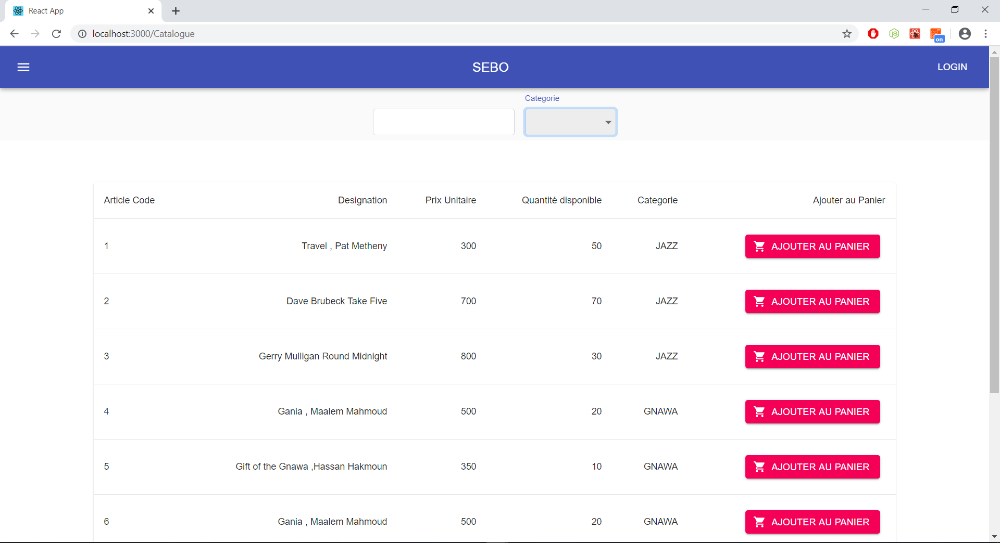 React App
localhost:3000/Catalogue
on
SEBO
LOGIN
Categorie
Article Code Designation Prix Unitaire Quantité disponible Categorie Ajouter au Panier
1 Travel , Pat Metheny 300 50 JAZZ AJOUTER AU PANIER
2 Dave Brubeck Take Five 700 70 JAZZ AJOUTER AU PANIER
3 Gerry Mulligan Round Midnight 800 30 JAZZ AJOUTER AU PANIER
4 Gania , Maalem Mahmoud 500 20 GNAWA AJOUTER AU PANIER
5 Gift of the Gnawa ,Hassan Hakmoun 350 10 GNAWA AJOUTER AU PANIER
6 Gania , Maalem Mahmoud 500 20 GNAWA AJOUTER AU PANIER